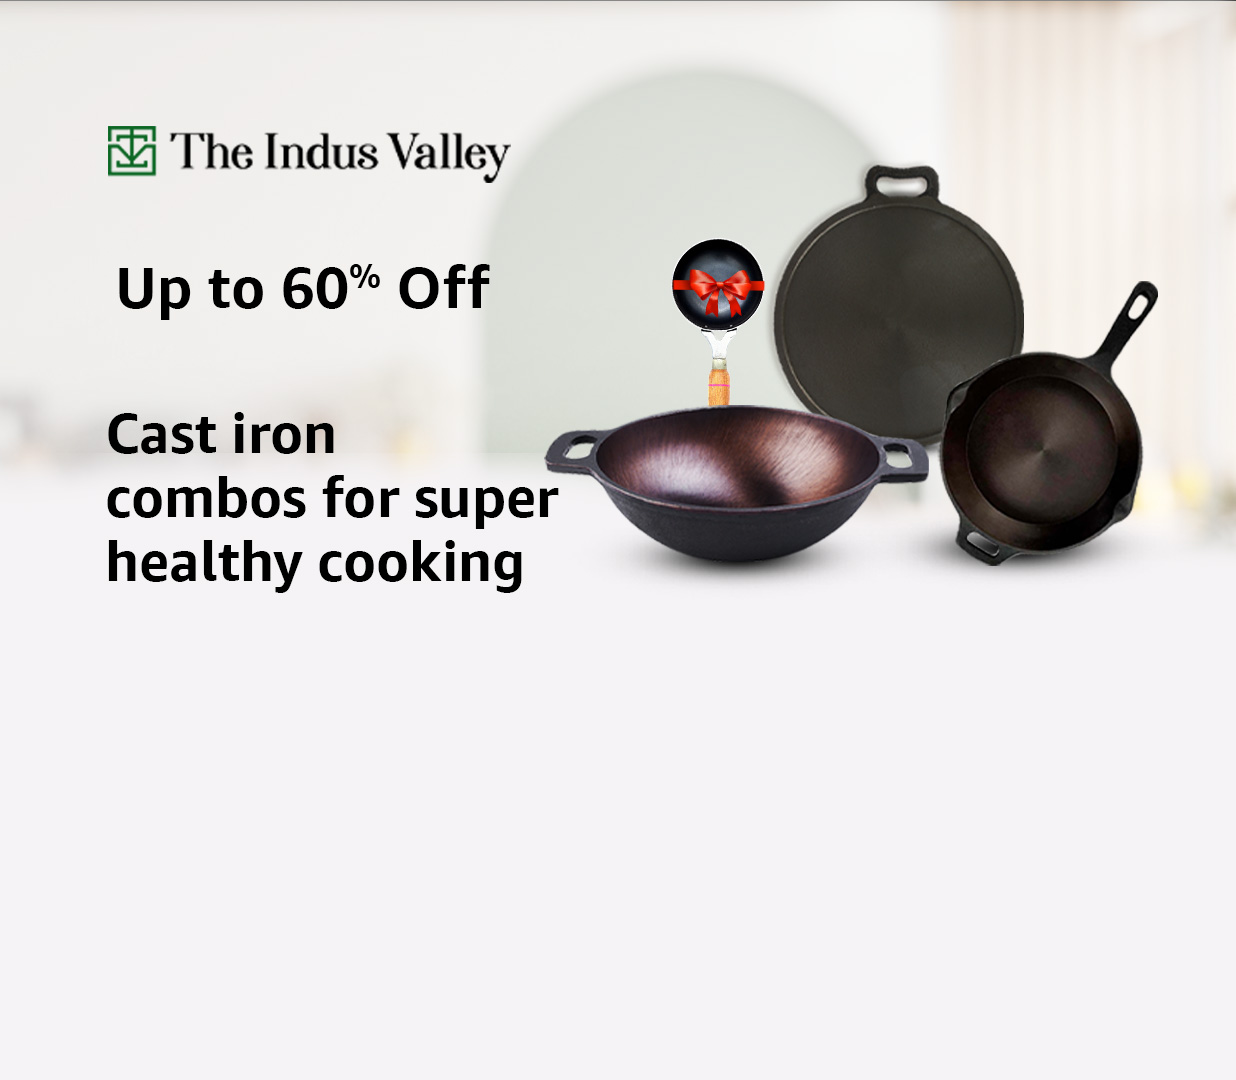 The Indus Valley
Up to 60% Off
Cast iron
combos for super
healthy cooking